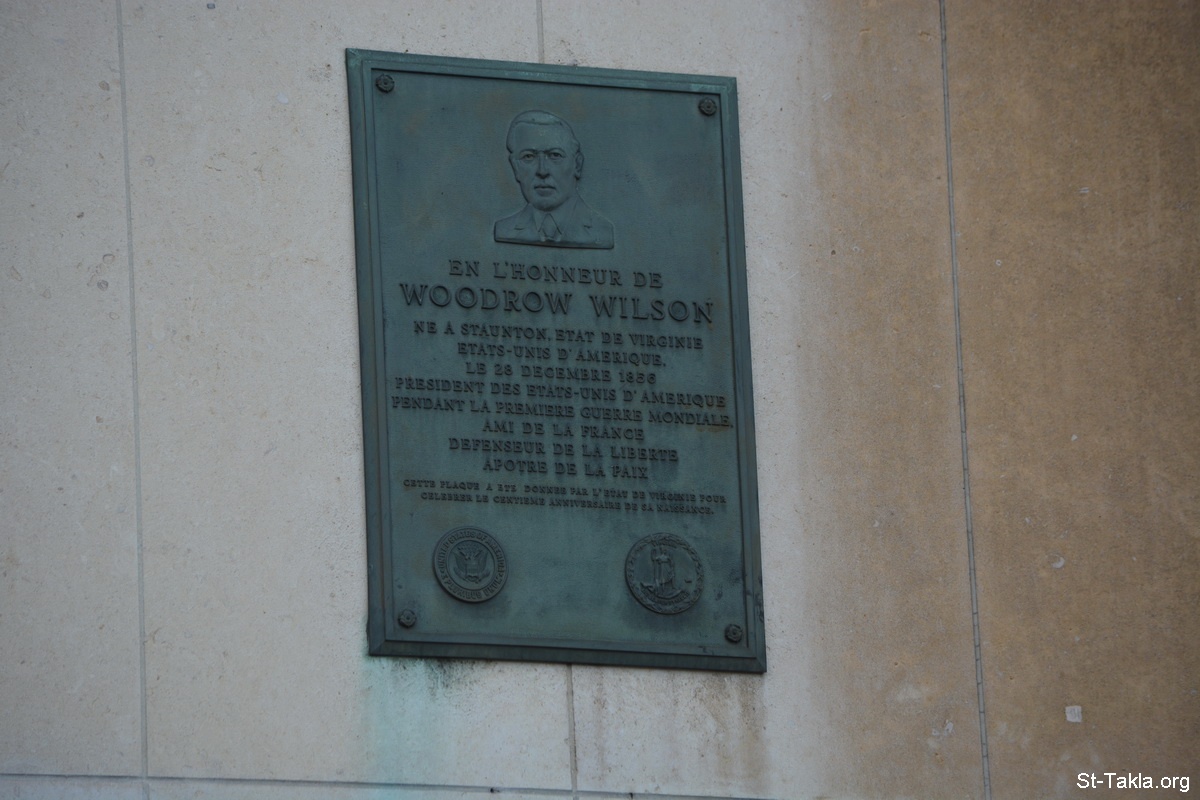 EN L'HONNEUR DE
WOODROW WILSON
NE A STAUNTON, ETAT DE VIRGINIE
ETATS-UNIS D'AMERIQUE,
LE 28 DECEMBRE 1856
PRESIDENT DES ETATS-UNIS D'AMERIQUE
PENDANT LA PREMIERE GUERRE MONDIALE,
AMI DE LA FRANCE
DEFENSEUR DE LA LIBERTE
APOTRE DE LA PAIX
CETTE PLAQUE A ETE DONNEE PAR L'ETAT DE VIRGINIE POUR
CELEBRER LE CENTIEME ANNIVERSAIRE DE SA NAISSANCE.
St-Takla.org